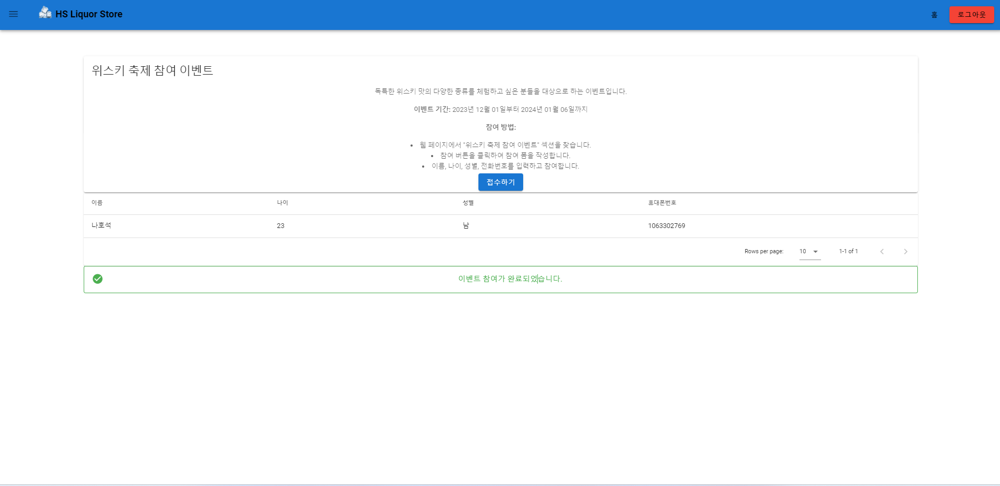 HS Liquor Store
홈
로그아웃
위스키 축제 참여 이벤트
독특한 위스키 맛의 다양한 종류를 체험하고 싶은 분들을 대상으로 하는 이벤트입니다.
이벤트 기간: 2023년 12월 01일부터 2024년 01월 06일까지
참여 방법:
• 웹 페이지에서 "위스키 축제 참여 이벤트" 섹션을 찾습니다.
• 참여 버튼을 클릭하여 참여 폼을 작성합니다.
• 이름, 나이, 성별, 전화번호를 입력하고 참여합니다.
접수하기
이름 나이 성별 휴대폰번호
나호석 23 남 1063302769
Rows per page: 10 1-1 of 1
이벤트 참여가 완료되었습니다.